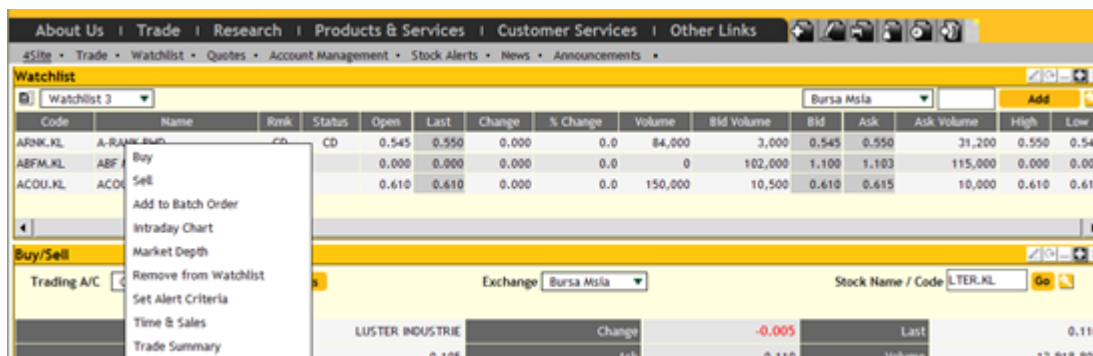 About Us | Trade | Research | Products & Services | Customer Services | Other Links
4Site • Trade • Watchlist • Quotes • Account Management • Stock Alerts • News • Announcements •
Watchlist
Watchlist 3 Bursa Msia Add
Code Name Rmk Status Open Last Change % Change Volume Bid Volume Bid Ask Ask Volume High Low
ARNK.KL A-RANK BHD CD CD 0.545 0.550 0.000 0.0 84,000 3,000 0.545 0.550 31,200 0.550 0.54
ABFM.KL ABF 0.000 0.000 0.000 0.0 0 102,000 1.100 1.103 115,000 0.000 0.00
ACOU.KL ACOU 0.610 0.610 0.000 0.0 150,000 10,500 0.610 0.615 10,000 0.610 0.61
Buy
Sell
Add to Batch Order
Intraday Chart
Market Depth
Remove from Watchlist
Set Alert Criteria
Time & Sales
Trade Summary
Buy/Sell
Trading A/C Exchange Bursa Msia Stock Name / Code LTER.KL Go
LUSTER INDUSTRIE Change -0.005 Last 0.11